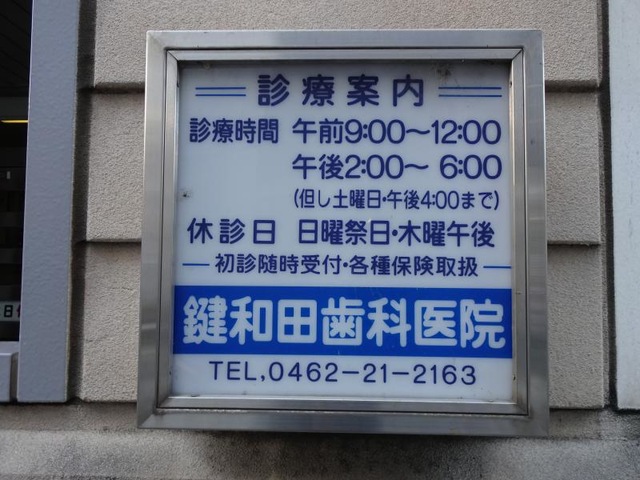 診療案内
診療時間 午前9:00〜12:00
午後2:00〜 6:00
(但し土曜日・午後4:00まで)
休診日 日曜祭日・木曜午後
初診随時受付・各種保険取扱
鍵和田歯科医院
TEL,0462-21-2163